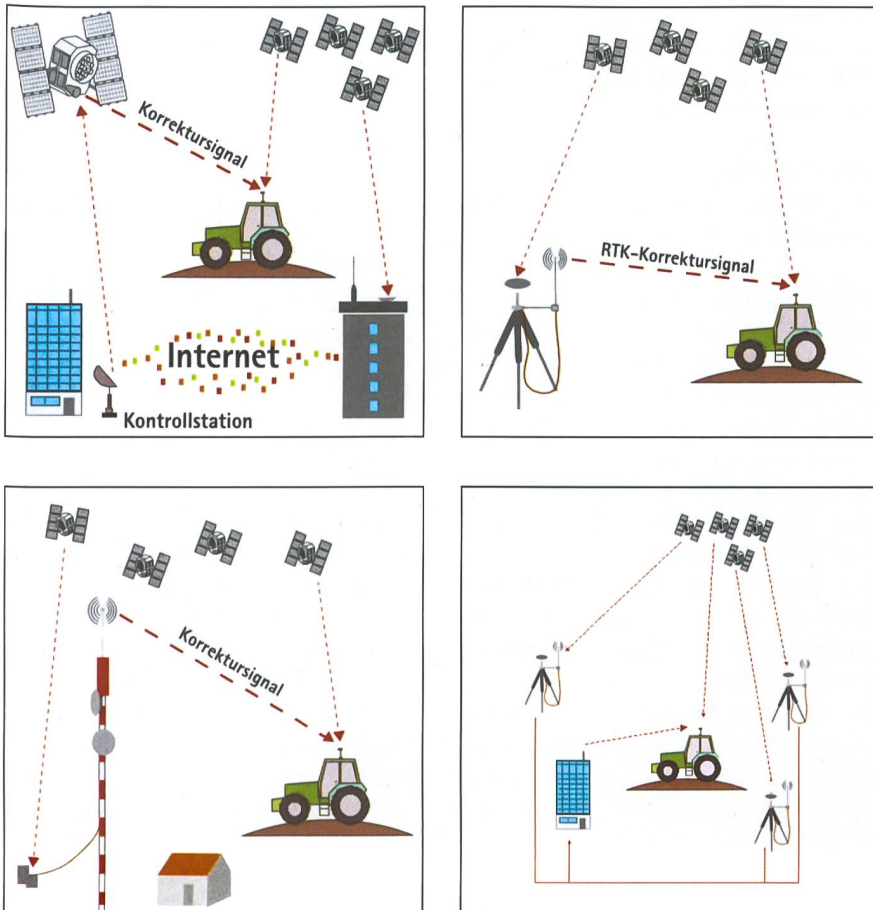 Korrektursignal
Internet
Kontrollstation
RTK-Korrektursignal
Korrektursignal